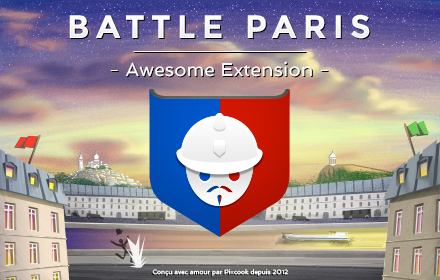 BATTLE PARIS
– Awesome Extension –
Conçu avec amour par Pixcook depuis 2012